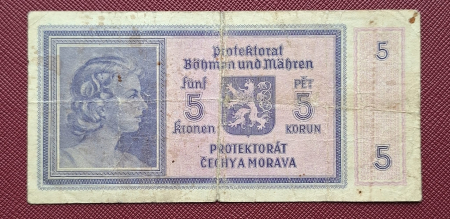 Protektorat
Böhmen und Mähren
fünf PĚT
5 5
kronen KORUN
PROTEKTORÁT
ČECHY A MORAVA
5
5